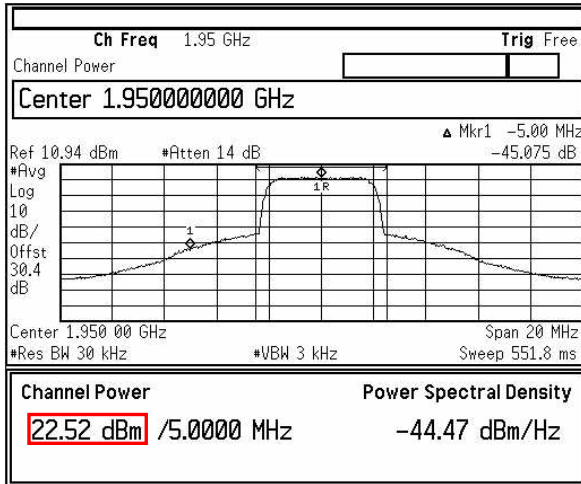 Ch Freq 1.95 GHz Trig Free
Channel Power
Center 1.950000000 GHz
Δ Mkr1 -5.00 MHz
Ref 10.94 dBm #Atten 14 dB -45.075 dB
#Avg
Log
10
dB/
Offst
30.4
dB
1R
1
Center 1.950 00 GHz Span 20 MHz
#Res BW 30 kHz #VBW 3 kHz Sweep 551.8 ms
Channel Power Power Spectral Density
22.52 dBm /5.0000 MHz -44.47 dBm/Hz